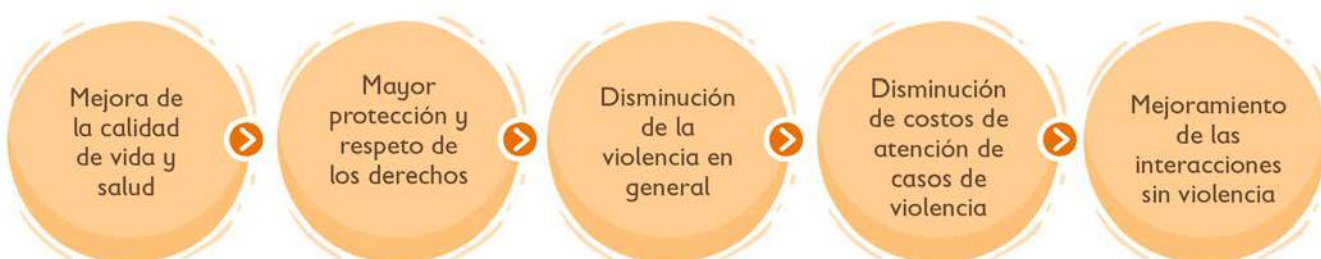 Mejora de
la calidad
de vida y
salud
Mayor
protección y
respeto de
los derechos
Disminución
de la
violencia en
general
Disminución
de costos de
atención de
casos de
violencia
Mejoramiento
de las
interacciones
sin violencia